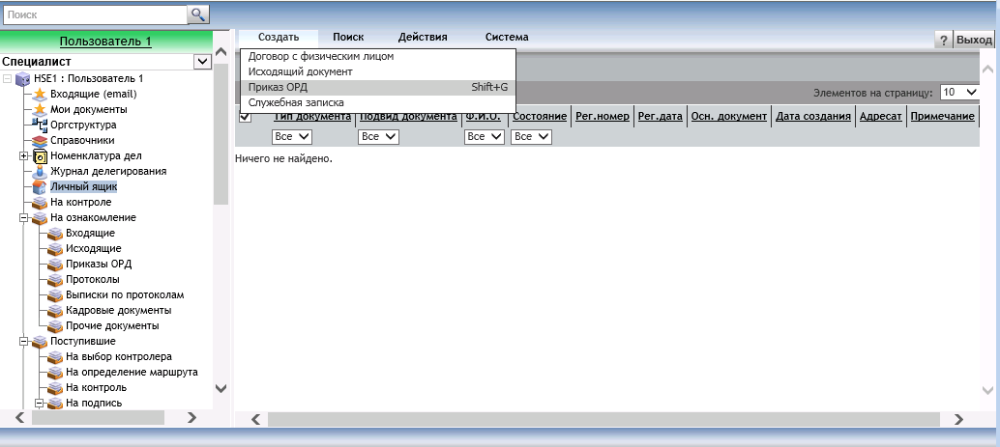 Поиск
Пользователь 1
Специалист
HSE1 : Пользователь 1
Входящие (email)
Мои документы
Оргструктура
Справочники
Номенклатура дел
Журнал делегирования
Личный ящик
На контроле
На ознакомление
Входящие
Исходящие
Приказы ОРД
Протоколы
Выписки по протоколам
Кадровые документы
Прочие документы
Поступившие
На выбор контролера
На определение маршрута
На контроль
На подпись
Создать Поиск Действия Система
? Выход
Договор с физическим лицом
Исходящий документ
Приказ ОРД Shift+G
Служебная записка
Элементов на страницу: 10
Тип документа Подвид документа Ф.И.О. Состояние Рег.номер Рег.дата Осн. документ Дата создания Адресат Примечание
Все Все Все Все
Ничего не найдено.